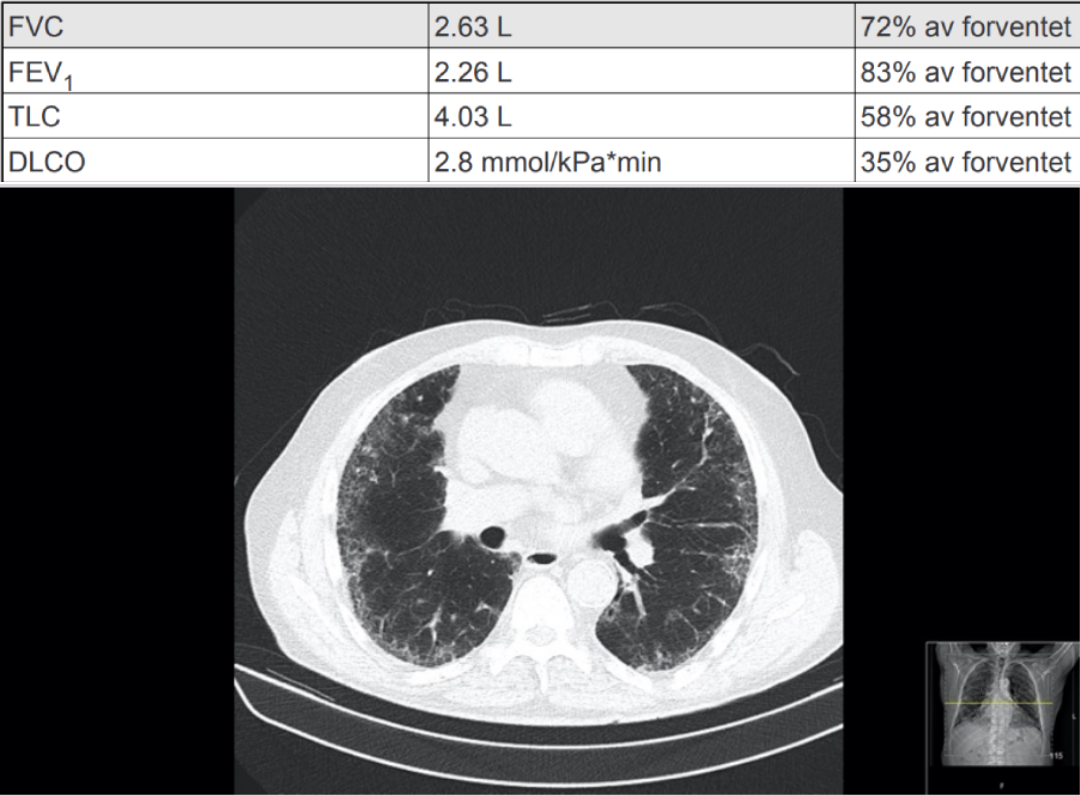 FVC 2.63 L 72% av forventet
FEV₁ 2.26 L 83% av forventet
TLC 4.03 L 58% av forventet
DLCO 2.8 mmol/kPa*min 35% av forventet
L
115
F